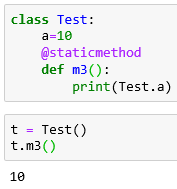 class Test:
    a=10
    @staticmethod
    def m3():
        print(Test.a)
t = Test()
t.m3()
10